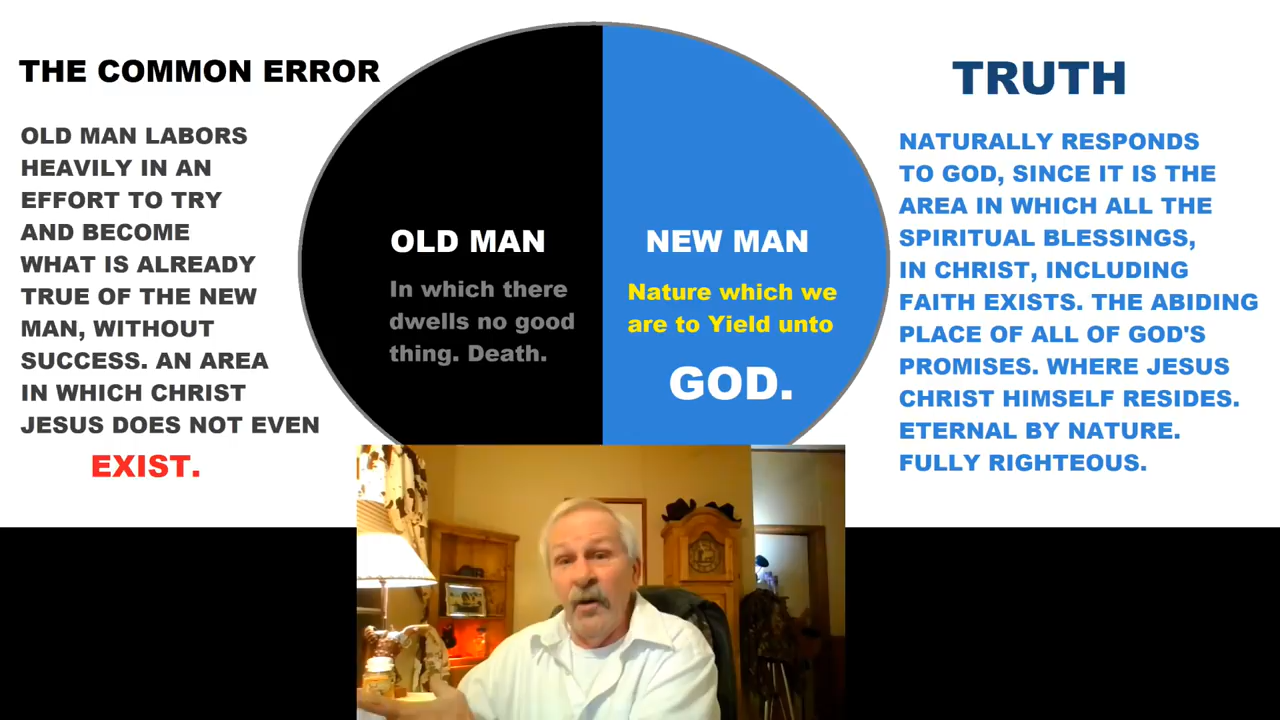 THE COMMON ERROR
OLD MAN LABORS
HEAVILY IN AN
EFFORT TO TRY
AND BECOME
WHAT IS ALREADY
TRUE OF THE NEW
MAN, WITHOUT
SUCCESS. AN AREA
IN WHICH CHRIST
JESUS DOES NOT EVEN
EXIST.
OLD MAN
In which there
dwells no good
thing. Death.
NEW MAN
Nature which we
are to Yield unto
GOD.
TRUTH
NATURALLY RESPONDS
TO GOD, SINCE IT IS THE
AREA IN WHICH ALL THE
SPIRITUAL BLESSINGS,
IN CHRIST, INCLUDING
FAITH EXISTS. THE ABIDING
PLACE OF ALL OF GOD'S
PROMISES. WHERE JESUS
CHRIST HIMSELF RESIDES.
ETERNAL BY NATURE.
FULLY RIGHTEOUS.